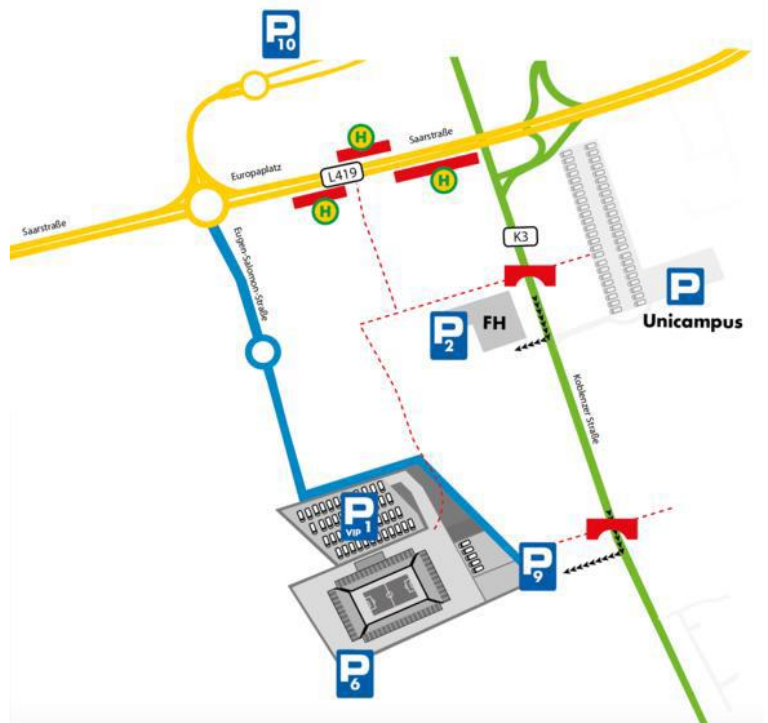 P
10
H
Saarstraße
Europaplatz
L419
H
H
Saarstraße
K3
Eugen-Salomon-Straße
P
Unicampus
P
2
FH
Koblenzer Straße
P
VIP 1
P
9
P
6